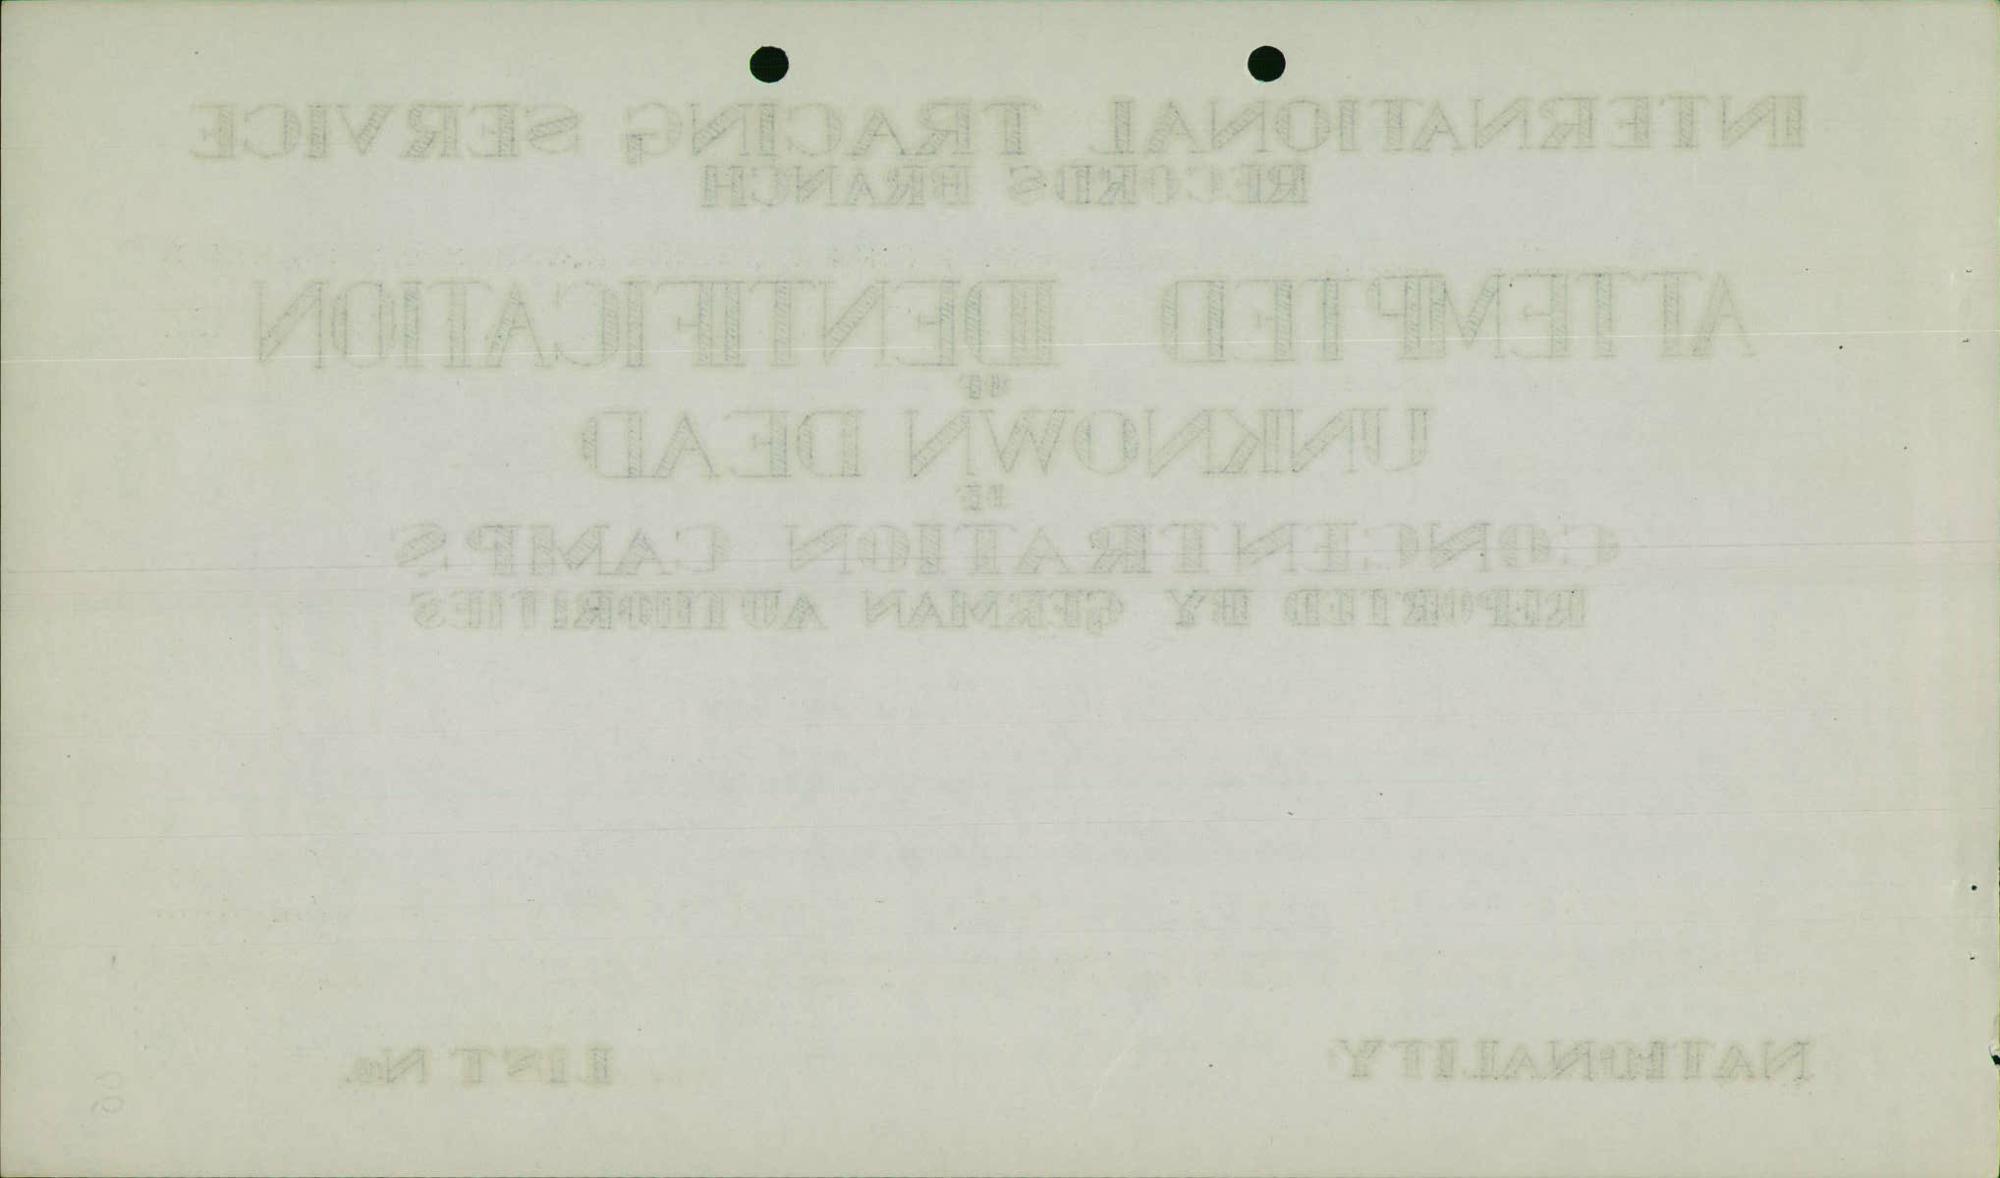 INTERNATIONAL TRACING SERVICE
RECORDS BRANCH
ATTEMPTED IDENTIFICATION
OF
UNKNOWN DEAD
BY
CONCENTRATION CAMPS
REPORTED BY GERMAN AUTHORITIES
NATIONALITY LIST No.